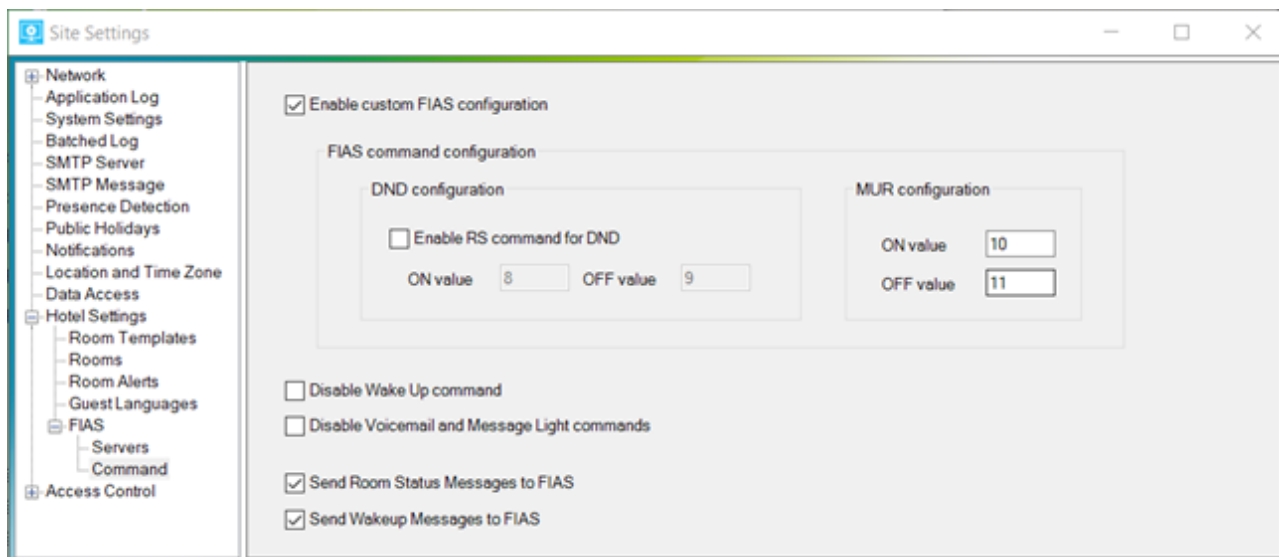 Site Settings
Network
Application Log
System Settings
Batched Log
SMTP Server
SMTP Message
Presence Detection
Public Holidays
Notifications
Location and Time Zone
Data Access
Hotel Settings
Room Templates
Rooms
Room Alerts
Guest Languages
FIAS
Servers
Command
Access Control
Enable custom FIAS configuration
FIAS command configuration
DND configuration
Enable RS command for DND
ON value 8 OFF value 9
MUR configuration
ON value 10
OFF value 11
Disable Wake Up command
Disable Voicemail and Message Light commands
Send Room Status Messages to FIAS
Send Wakeup Messages to FIAS